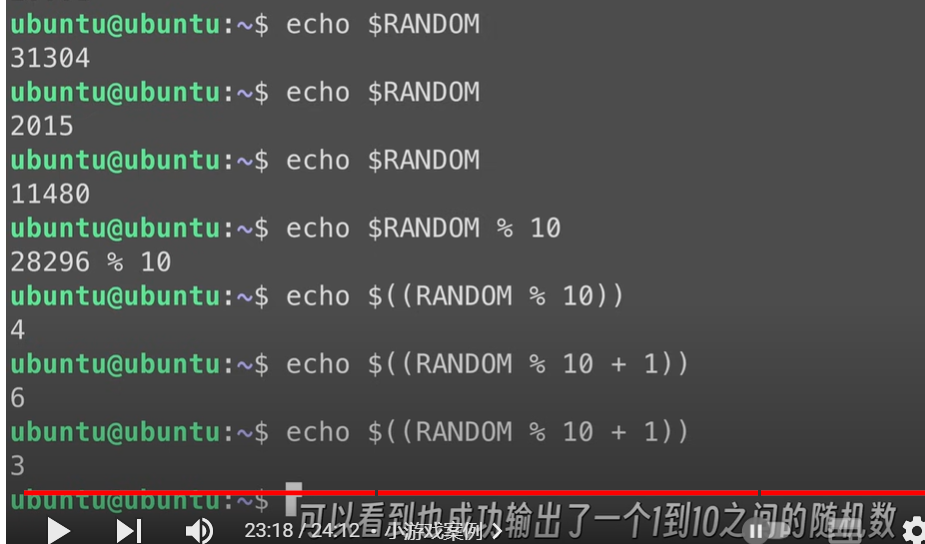 ubuntu@ubuntu:~$ echo $RANDOM
31304
ubuntu@ubuntu:~$ echo $RANDOM
2015
ubuntu@ubuntu:~$ echo $RANDOM
11480
ubuntu@ubuntu:~$ echo $RANDOM % 10
28296 % 10
ubuntu@ubuntu:~$ echo $((RANDOM % 10))
4
ubuntu@ubuntu:~$ echo $((RANDOM % 10 + 1))
6
ubuntu@ubuntu:~$ echo $((RANDOM % 10 + 1))
3
ubuntu@ubuntu:~$
可以看到也成功输出了一个1到10之间的随机数
23:18 / 24:12 • 小游戏案例